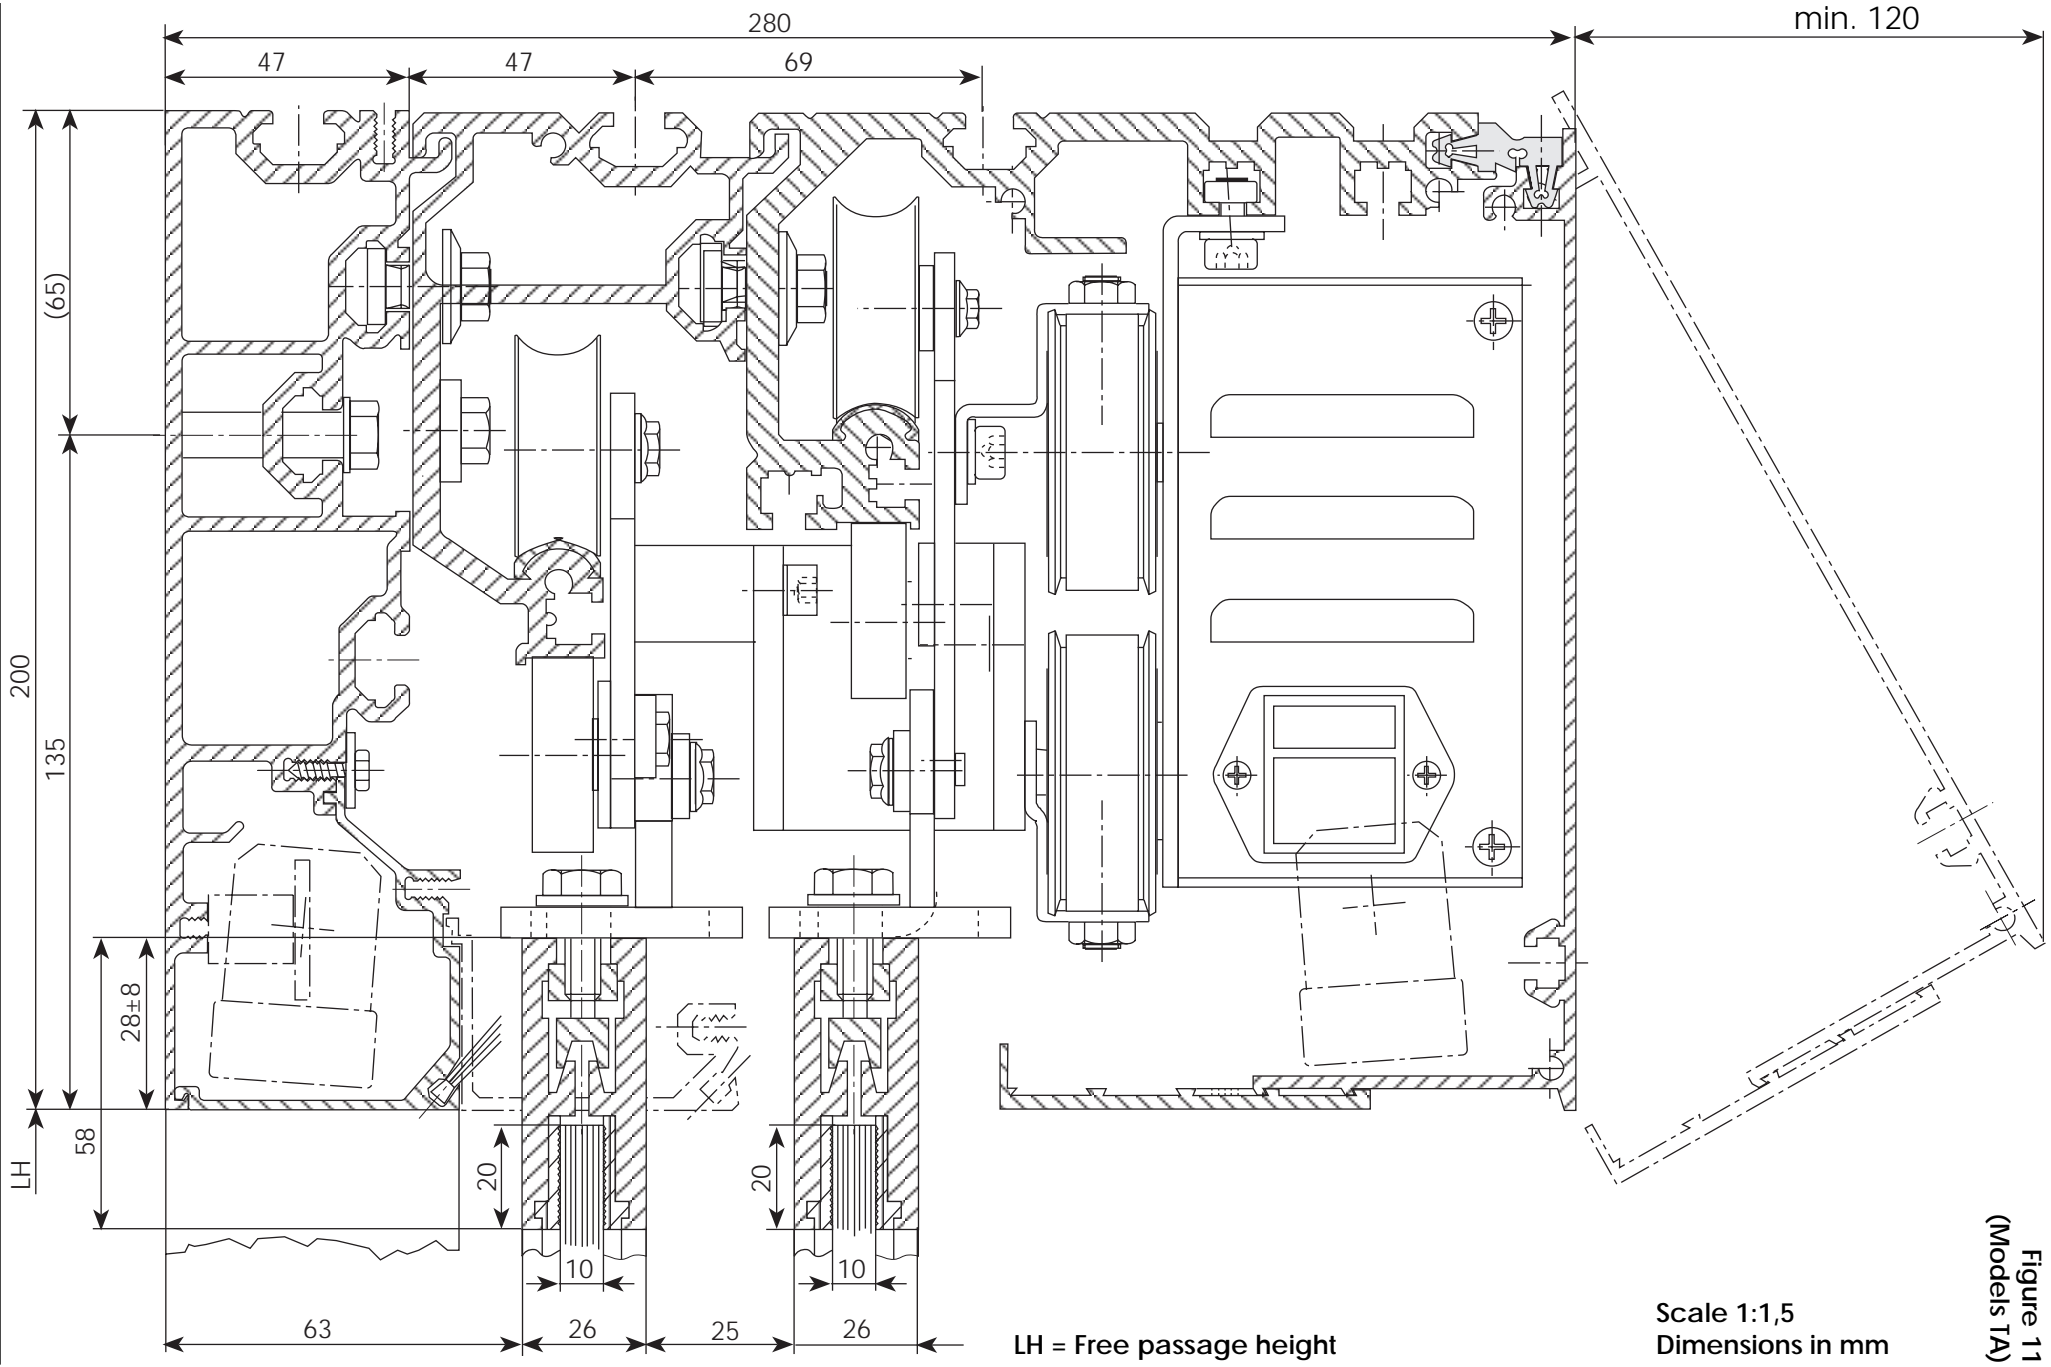 280
min. 120
47
47
69
(65)
200
135
28±8
58
LH
20
20
10
10
63
26
25
26
LH = Free passage height
Scale 1:1,5
Dimensions in mm
Figure 11
(Models TA)